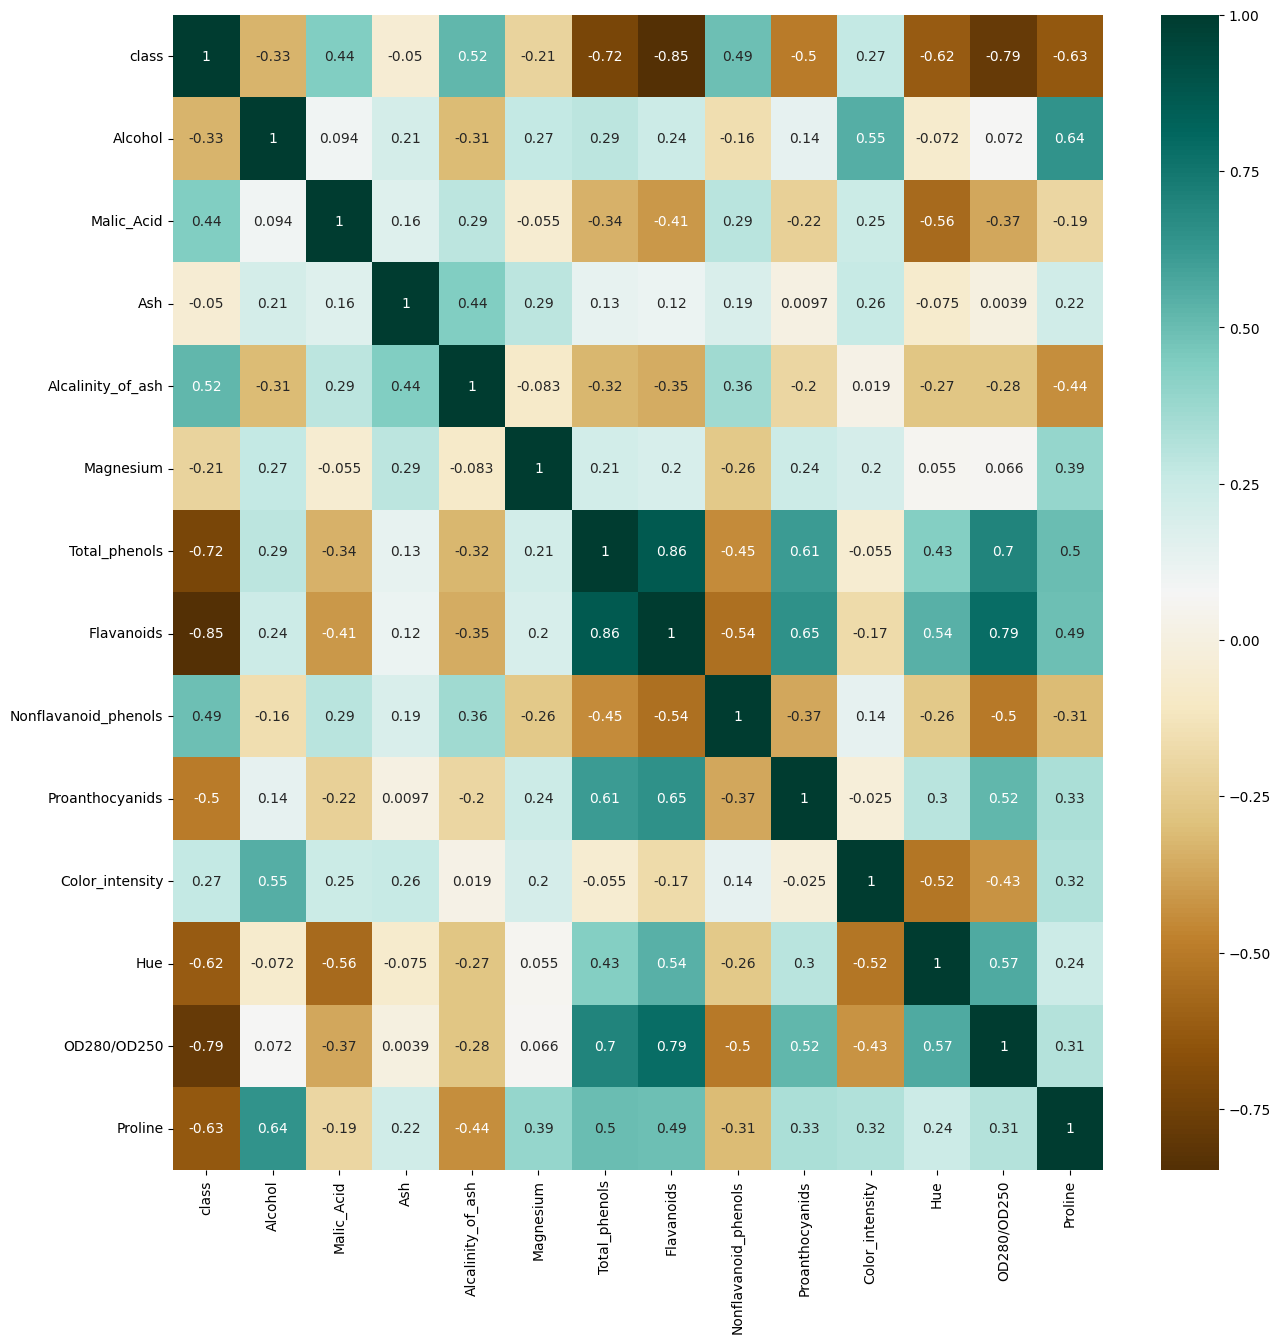 class 1 -0.33 0.44 -0.05 0.52 -0.21 -0.72 -0.85 0.49 -0.5 0.27 -0.62 -0.79 -0.63
Alcohol -0.33 1 0.094 0.21 -0.31 0.27 0.29 0.24 -0.16 0.14 0.55 -0.072 0.072 0.64
Malic_Acid 0.44 0.094 1 0.16 0.29 -0.055 -0.34 -0.41 0.29 -0.22 0.25 -0.56 -0.37 -0.19
Ash -0.05 0.21 0.16 1 0.44 0.29 0.13 0.12 0.19 0.0097 0.26 -0.075 0.0039 0.22
Alcalinity_of_ash 0.52 -0.31 0.29 0.44 1 -0.083 -0.32 -0.35 0.36 -0.2 0.019 -0.27 -0.28 -0.44
Magnesium -0.21 0.27 -0.055 0.29 -0.083 1 0.21 0.2 -0.26 0.24 0.2 0.055 0.066 0.39
Total_phenols -0.72 0.29 -0.34 0.13 -0.32 0.21 1 0.86 -0.45 0.61 -0.055 0.43 0.7 0.5
Flavanoids -0.85 0.24 -0.41 0.12 -0.35 0.2 0.86 1 -0.54 0.65 -0.17 0.54 0.79 0.49
Nonflavanoid_phenols 0.49 -0.16 0.29 0.19 0.36 -0.26 -0.45 -0.54 1 -0.37 0.14 -0.26 -0.5 -0.31
Proanthocyanids -0.5 0.14 -0.22 0.0097 -0.2 0.24 0.61 0.65 -0.37 1 -0.025 0.3 0.52 0.33
Color_intensity 0.27 0.55 0.25 0.26 0.019 0.2 -0.055 -0.17 0.14 -0.025 1 -0.52 -0.43 0.32
Hue -0.62 -0.072 -0.56 -0.075 -0.27 0.055 0.43 0.54 -0.26 0.3 -0.52 1 0.57 0.24
OD280/OD250 -0.79 0.072 -0.37 0.0039 -0.28 0.066 0.7 0.79 -0.5 0.52 -0.43 0.57 1 0.31
Proline -0.63 0.64 -0.19 0.22 -0.44 0.39 0.5 0.49 -0.31 0.33 0.32 0.24 0.31 1
class
Alcohol
Malic_Acid
Ash
Alcalinity_of_ash
Magnesium
Total_phenols
Flavanoids
Nonflavanoid_phenols
Proanthocyanids
Color_intensity
Hue
OD280/OD250
Proline
1.00
0.75
0.50
0.25
0.00
−0.25
−0.50
−0.75